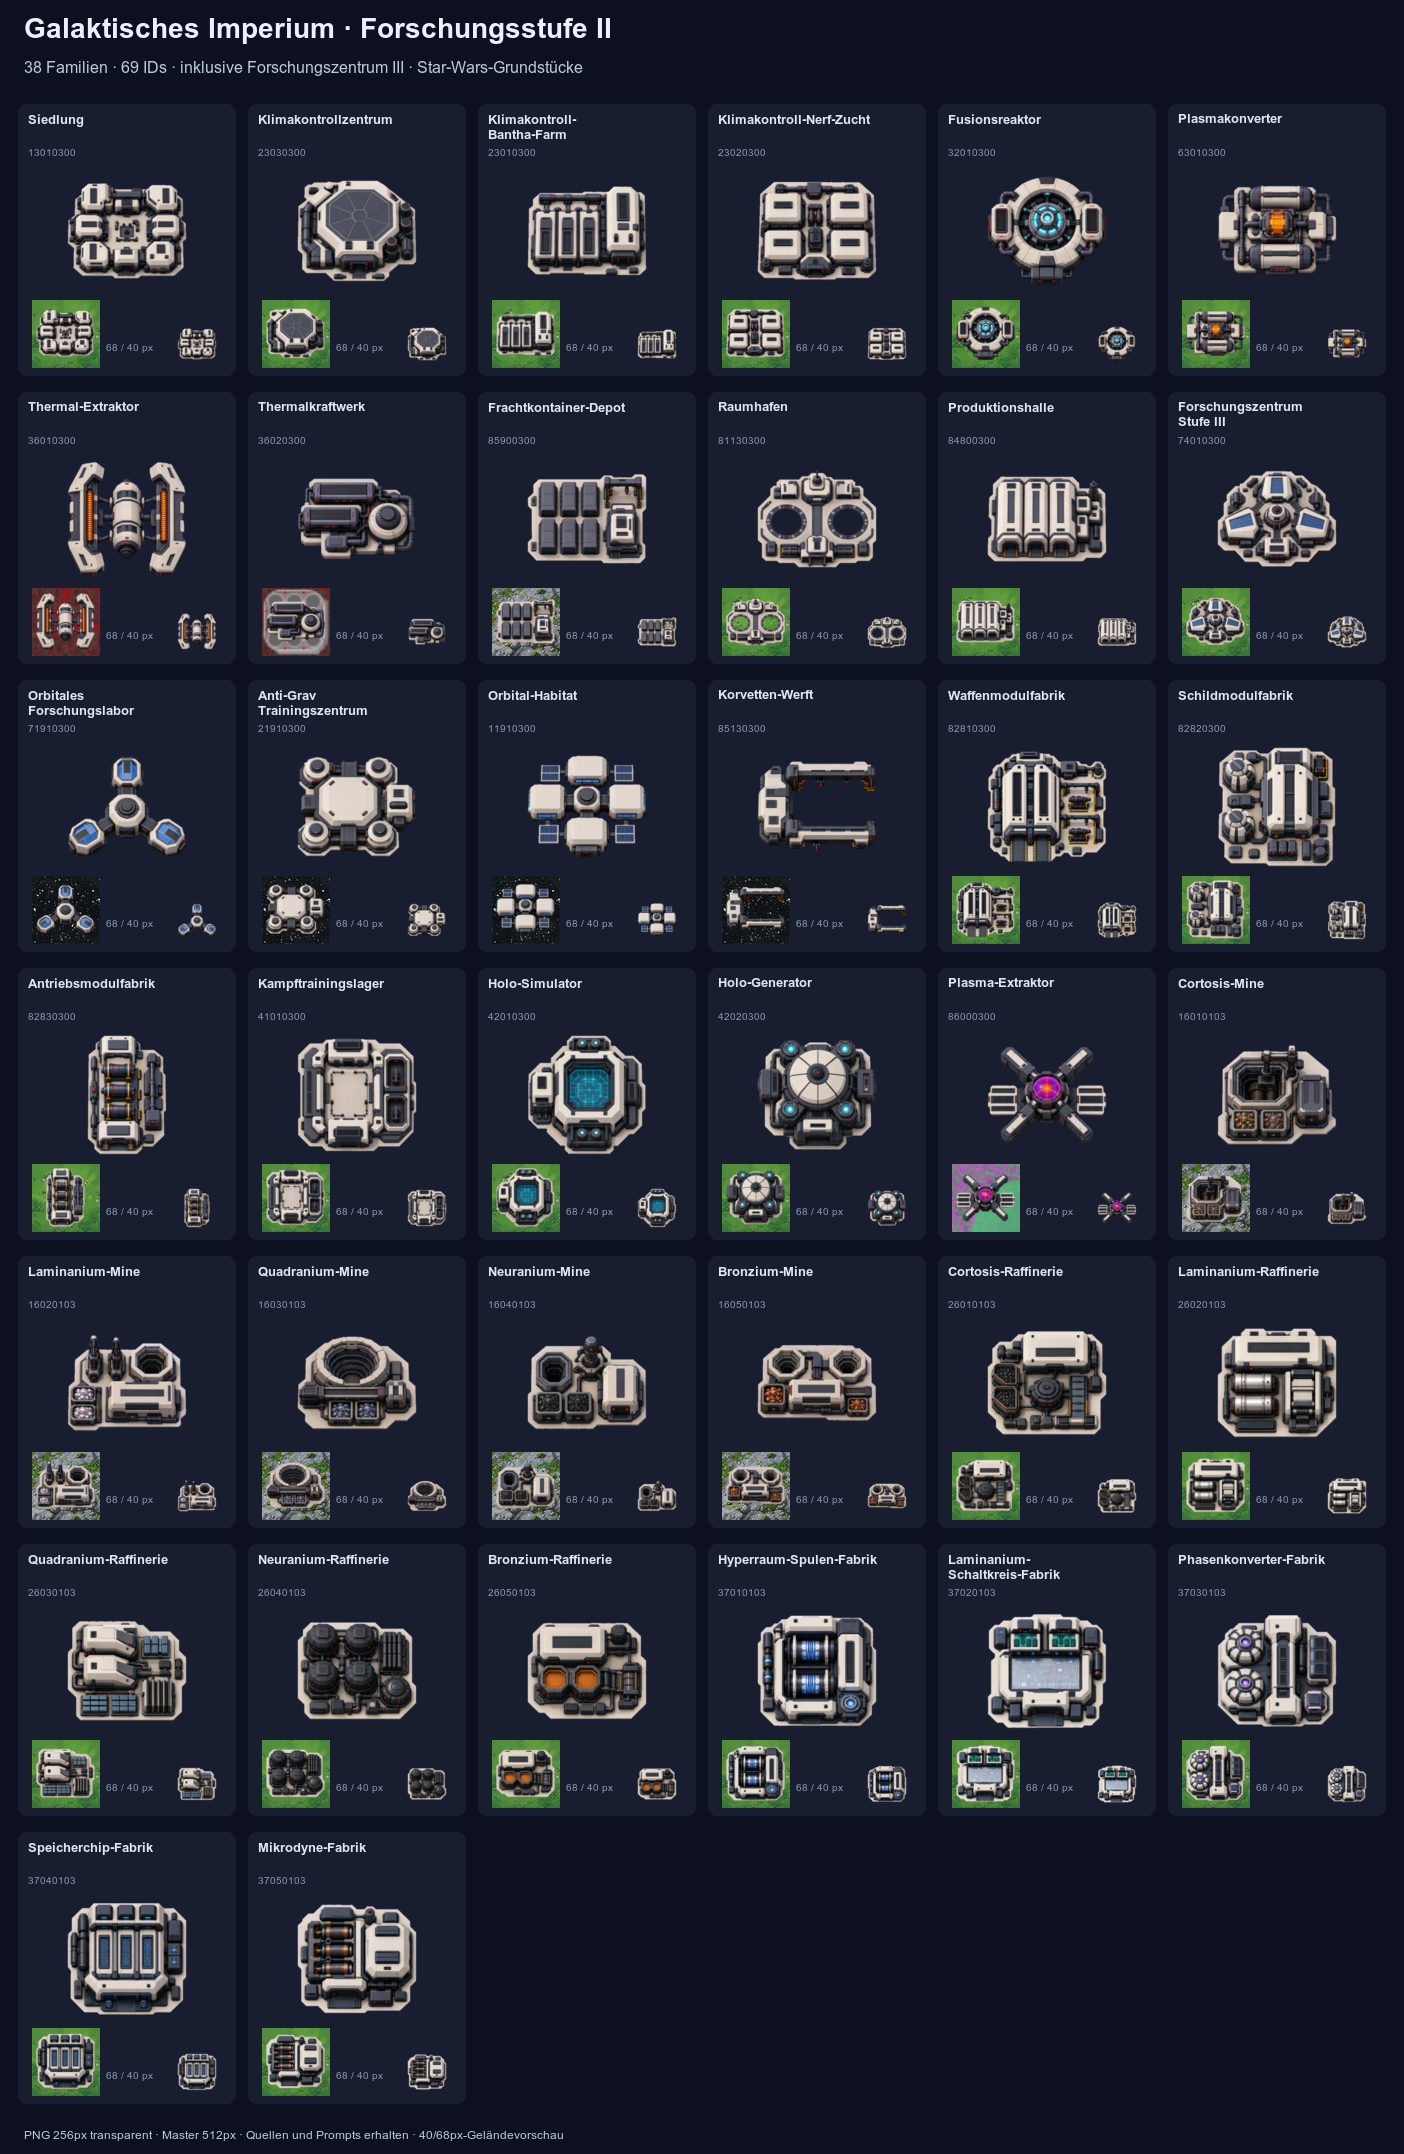 Galaktisches Imperium · Forschungsstufe II
38 Familien · 69 IDs · inklusive Forschungszentrum III · Star-Wars-Grundstücke
Siedlung
13010300
68 / 40 px
Klimakontrollzentrum
23030300
68 / 40 px
Klimakontroll-
Bantha-Farm
23010300
68 / 40 px
Klimakontroll-Nerf-Zucht
23020300
68 / 40 px
Fusionsreaktor
32010300
68 / 40 px
Plasmakonverter
63010300
68 / 40 px
Thermal-Extraktor
36010300
68 / 40 px
Thermalkraftwerk
36020300
68 / 40 px
Frachtkontainer-Depot
85900300
68 / 40 px
Raumhafen
81130300
68 / 40 px
Produktionshalle
84800300
68 / 40 px
Forschungszentrum
Stufe III
74010300
68 / 40 px
Orbitales
Forschungslabor
71910300
68 / 40 px
Anti-Grav
Trainingszentrum
21910300
68 / 40 px
Orbital-Habitat
11910300
68 / 40 px
Korvetten-Werft
85130300
68 / 40 px
Waffenmodulfabrik
82810300
68 / 40 px
Schildmodulfabrik
82820300
68 / 40 px
Antriebsmodulfabrik
82830300
68 / 40 px
Kampftrainingslager
41010300
68 / 40 px
Holo-Simulator
42010300
68 / 40 px
Holo-Generator
42020300
68 / 40 px
Plasma-Extraktor
86000300
68 / 40 px
Cortosis-Mine
16010103
68 / 40 px
Laminanium-Mine
16020103
68 / 40 px
Quadranium-Mine
16030103
68 / 40 px
Neuranium-Mine
16040103
68 / 40 px
Bronzium-Mine
16050103
68 / 40 px
Cortosis-Raffinerie
26010103
68 / 40 px
Laminanium-Raffinerie
26020103
68 / 40 px
Quadranium-Raffinerie
26030103
68 / 40 px
Neuranium-Raffinerie
26040103
68 / 40 px
Bronzium-Raffinerie
26050103
68 / 40 px
Hyperraum-Spulen-Fabrik
37010103
68 / 40 px
Laminanium-
Schaltkreis-Fabrik
37020103
68 / 40 px
Phasenkonverter-Fabrik
37030103
68 / 40 px
Speicherchip-Fabrik
37040103
68 / 40 px
Mikrodyne-Fabrik
37050103
68 / 40 px
PNG 256px transparent · Master 512px · Quellen und Prompts erhalten · 40/68px-Geländevorschau